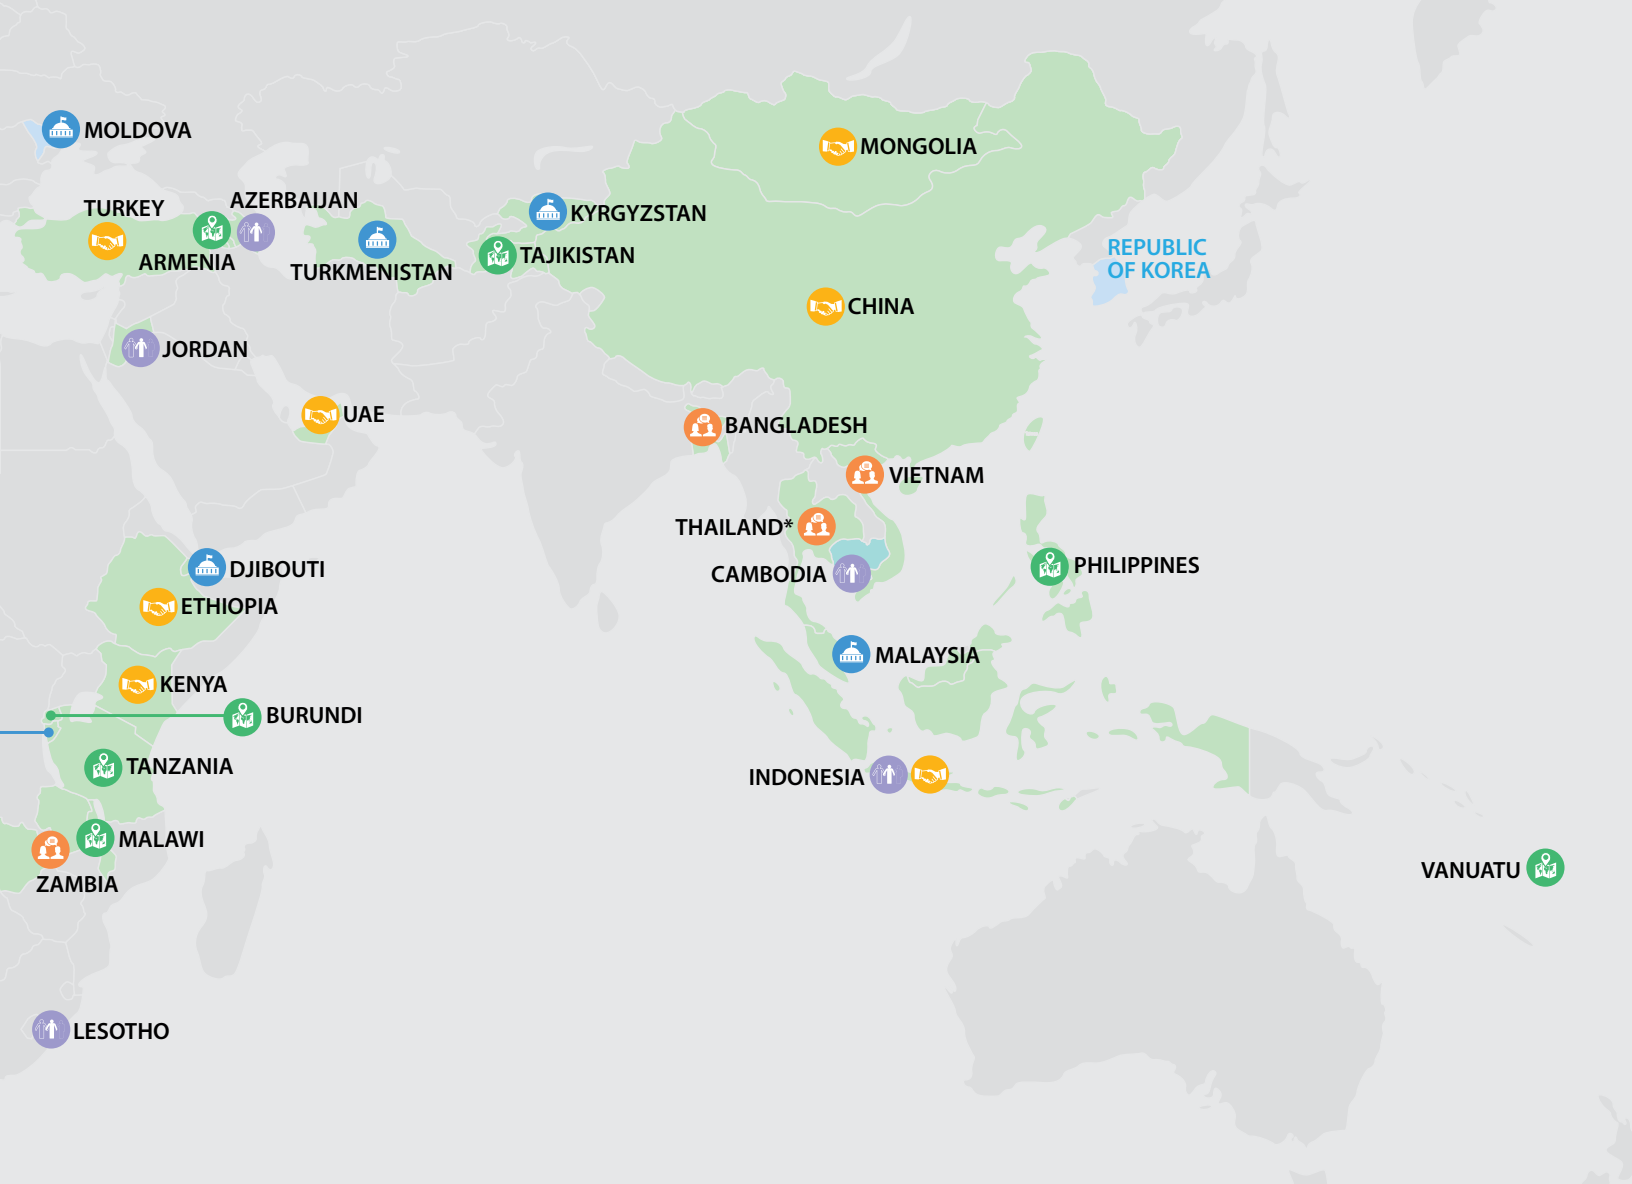 MOLDOVA
MONGOLIA
AZERBAIJAN
TURKEY
KYRGYZSTAN
REPUBLIC
OF KOREA
ARMENIA
TAJIKISTAN
TURKMENISTAN
CHINA
JORDAN
UAE
BANGLADESH
VIETNAM
THAILAND*
PHILIPPINES
DJIBOUTI
CAMBODIA
ETHIOPIA
MALAYSIA
KENYA
BURUNDI
TANZANIA
INDONESIA
MALAWI
VANUATU
ZAMBIA
LESOTHO